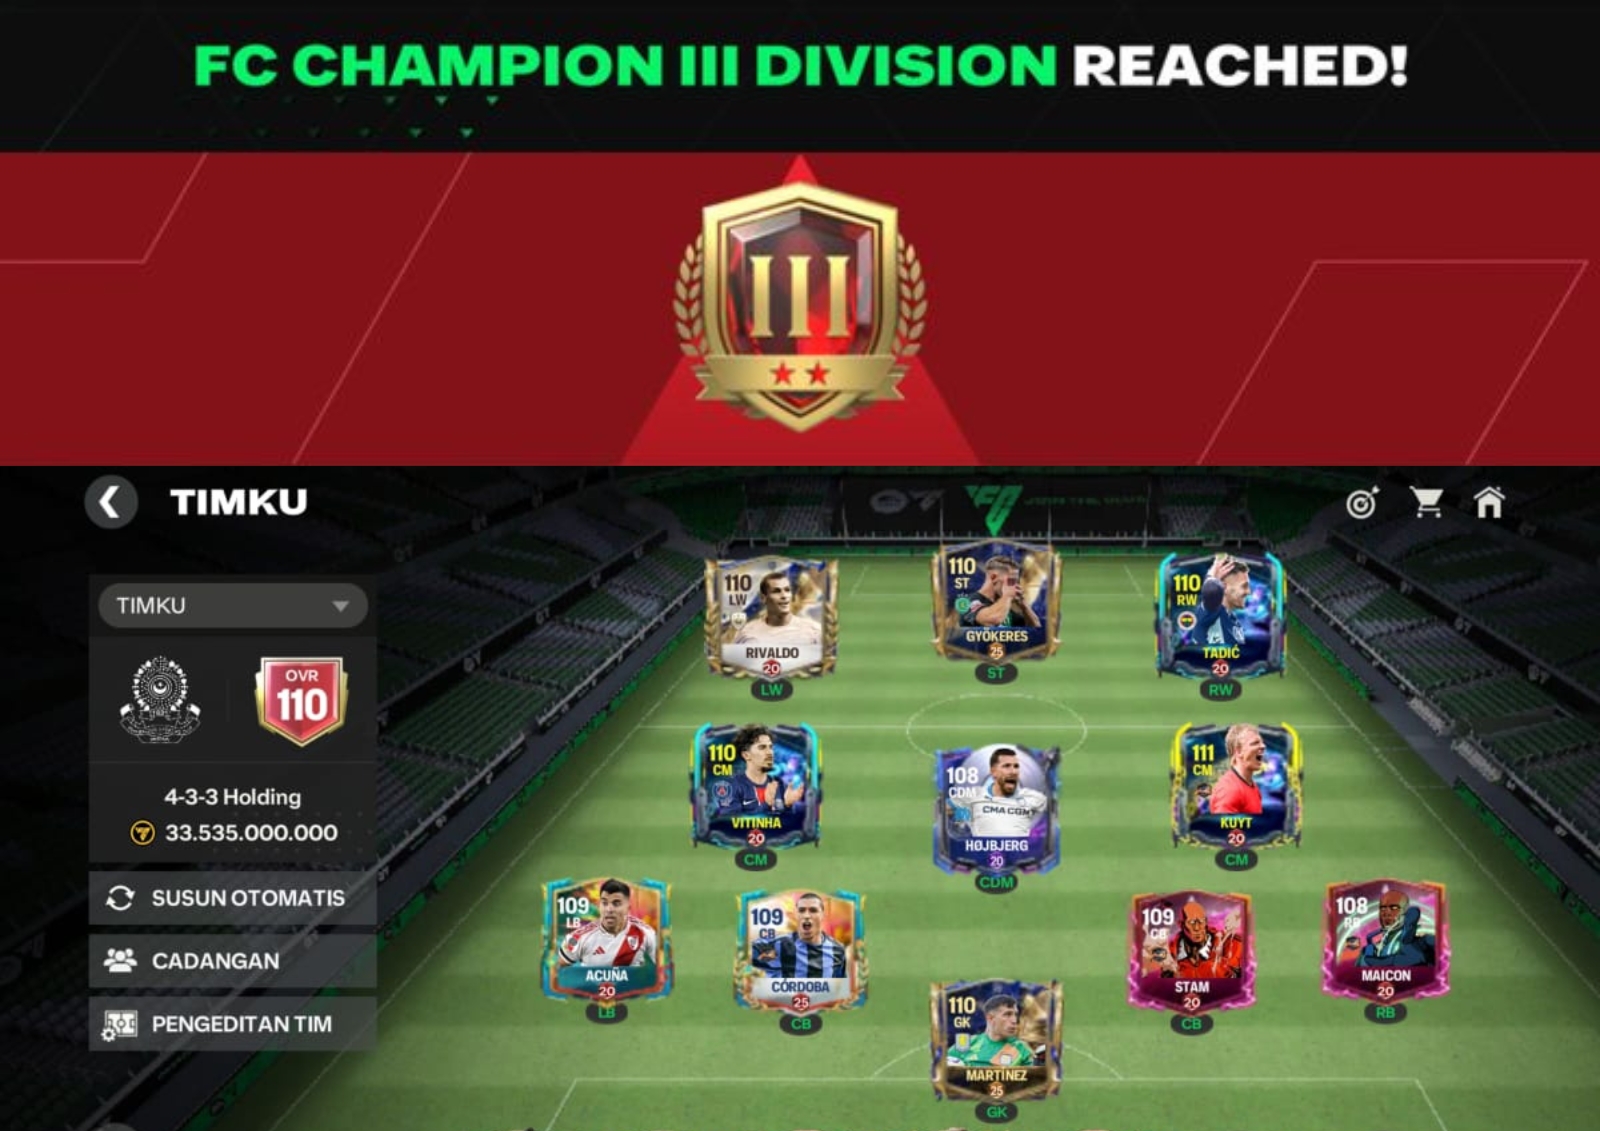 FC CHAMPION III DIVISION REACHED!
III
TIMKU
TIMKU
OVR
110
4-3-3 Holding
33.535.000.000
SUSUN OTOMATIS
CADANGAN
PENGEDITAN TIM
110
LW
RIVALDO
20
LW
110
ST
GYÖKERES
25
ST
110
RW
TADIĆ
20
RW
110
CM
VITINHA
20
CM
108
CDM
HØJBJERG
20
CDM
111
CM
KUYT
20
CM
109
LB
ACUÑA
20
LB
109
CB
CÓRDOBA
25
CB
109
CB
STAM
20
CB
108
RB
MAICON
20
RB
110
GK
MARTÍNEZ
25
GK